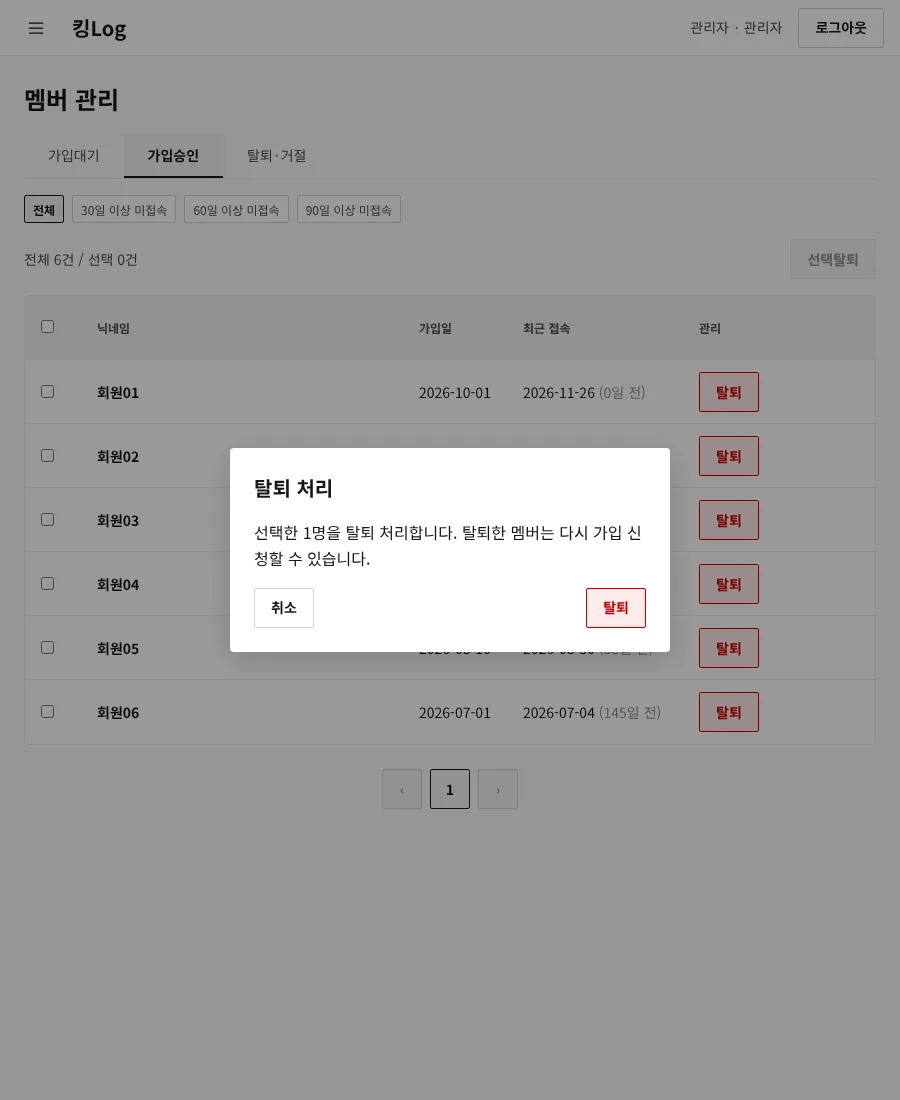 킹Log
관리자 · 관리자
로그아웃
멤버 관리
가입대기
가입승인
탈퇴·거절
전체
30일 이상 미접속
60일 이상 미접속
90일 이상 미접속
전체 6건 / 선택 0건
선택탈퇴
닉네임
가입일
최근 접속
관리
회원01
2026-10-01
2026-11-26 (0일 전)
탈퇴
회원02
탈퇴
회원03
탈퇴
회원04
탈퇴
회원05
탈퇴
회원06
2026-07-01
2026-07-04 (145일 전)
탈퇴
탈퇴 처리
선택한 1명을 탈퇴 처리합니다. 탈퇴한 멤버는 다시 가입 신
청할 수 있습니다.
취소
탈퇴
‹
1
›